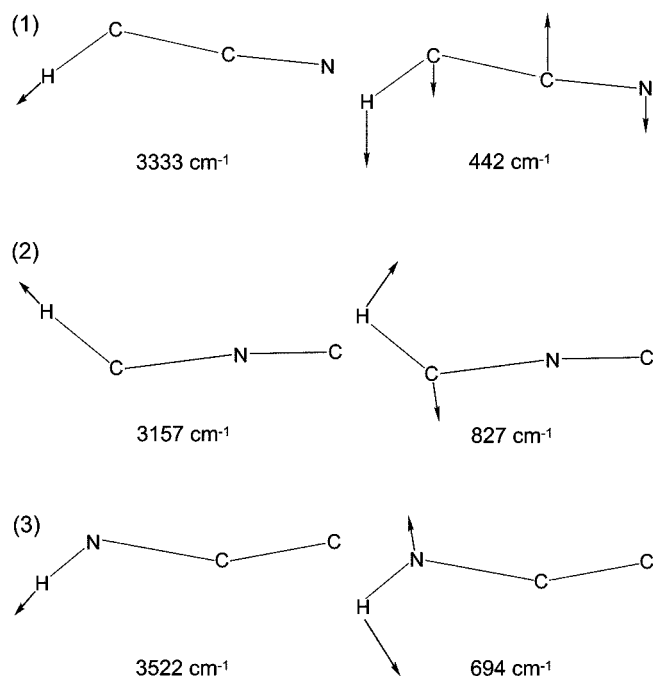 (1)
H C C N
H C C N
3333 cm⁻¹
442 cm⁻¹
(2)
H C N C
H C N C
3157 cm⁻¹
827 cm⁻¹
(3)
H N C C
H N C C
3522 cm⁻¹
694 cm⁻¹